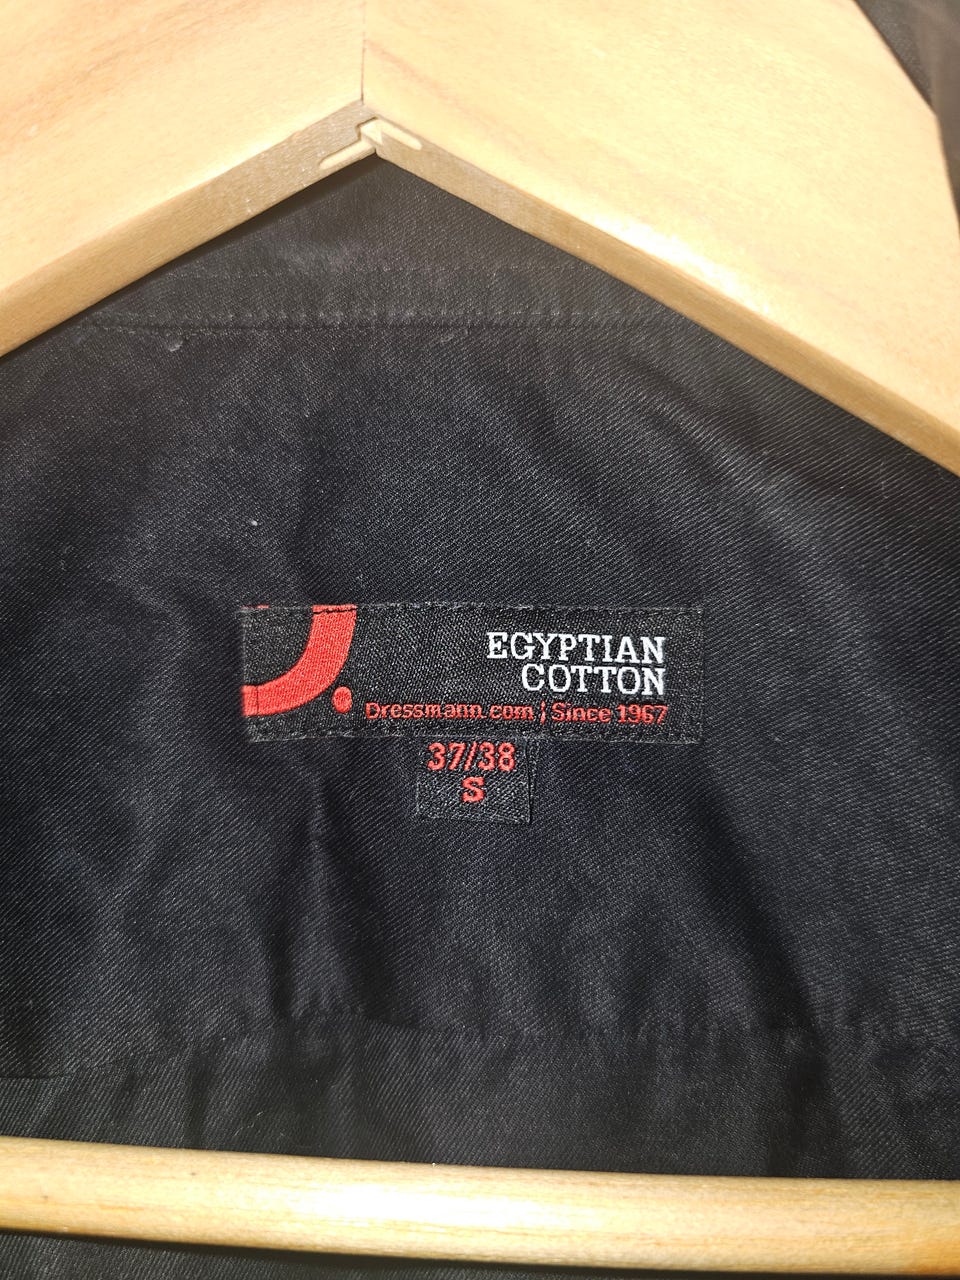 EGYPTIAN
COTTON
Dressmann.com | Since 1967
37/38
S